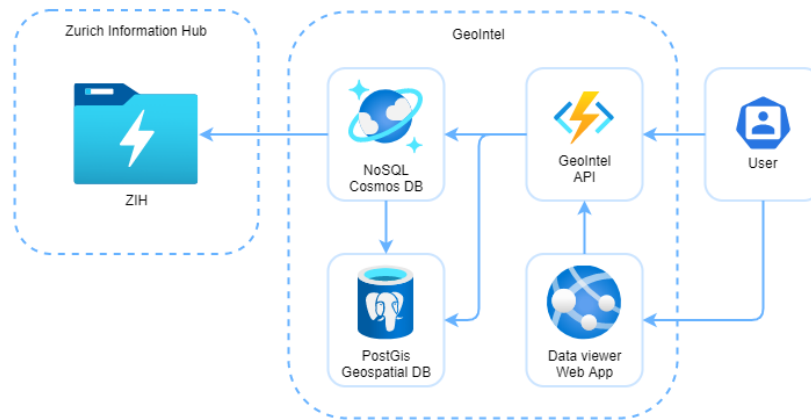 Zurich Information Hub
GeoIntel
ZIH
NoSQL
Cosmos DB
GeoIntel
API
User
PostGis
Geospatial DB
Data viewer
Web App